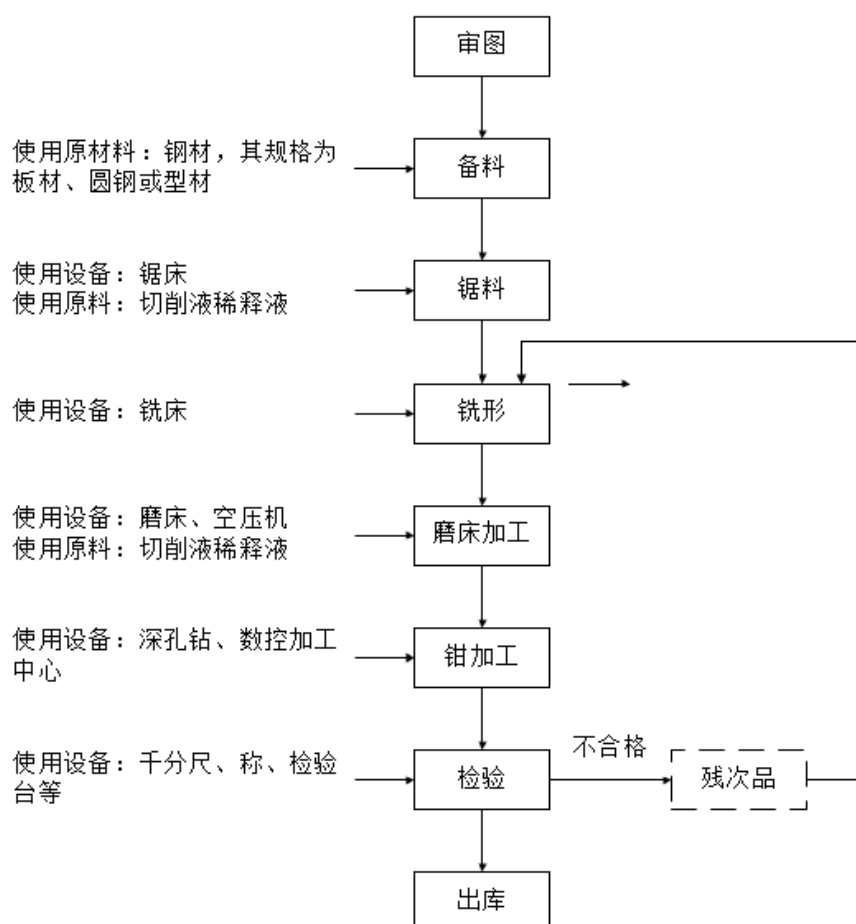 审图
使用原材料：钢材，其规格为
板材、圆钢或型材
备料
使用设备：锯床
使用原料：切削液稀释液
锯料
使用设备：铣床
铣形
使用设备：磨床、空压机
使用原料：切削液稀释液
磨床加工
使用设备：深孔钻、数控加工
中心
钳加工
使用设备：千分尺、称、检验
台等
检验
不合格
残次品
出库